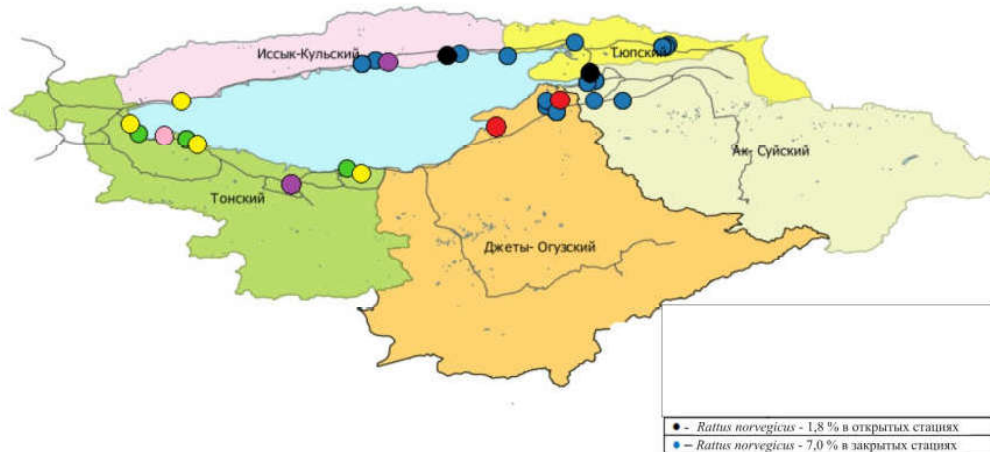 Иссык-Кульский
Тюпский
Ак- Суйский
Тонский
Джеты- Огузский
- Rattus norvegicus - 1,8 % в открытых стациях
– Rattus norvegicus - 7,0 % в закрытых стациях